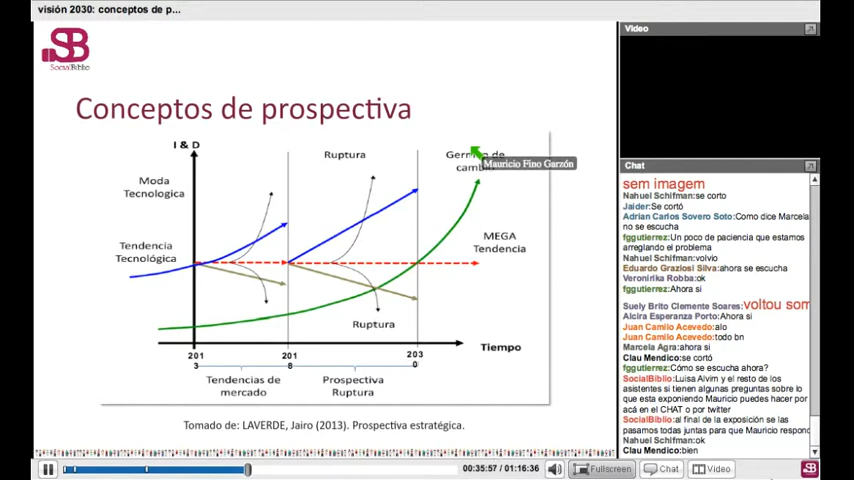 visión 2030: conceptos de p...
SB
SocialBiblio
Conceptos de prospectiva
I & D
Ruptura
Germen de
cambio
Mauricio Fino Garzón
Moda
Tecnologica
Tendencia
Tecnológica
MEGA
Tendencia
Ruptura
Tiempo
201
3
201
8
203
0
Tendencias de
mercado
Prospectiva
Ruptura
Tomado de: LAVERDE, Jairo (2013). Prospectiva estratégica.
Video
Chat
sem imagem
Nahuel Schifman:se corto
Jaider:Se cortó
Adrian Carlos Sovero Soto:Como dice Marcela
no se escucha
fggutierrez:Un poco de paciencia que estamos
arreglando el problema
Nahuel Schifman:volvio
Eduardo Graziosi Silva:ahora se escucha
Veronirika Robba:ok
fggutierrez:Ahora si
Suely Brito Clemente Soares:voltou som
Alcira Esperanza Porto:Ahora si
Juan Camilo Acevedo:alo
Juan Camilo Acevedo:todo bn
Marcela Agra:ahora si
Clau Mendico:se cortó
fggutierrez:Cómo se escucha ahora?
SocialBiblio:Luisa Alvim y el resto de los
asistentes si tienen algunas preguntas sobre lo
que esta exponiendo Mauricio puedes hacer por
acá en el CHAT o por twitter
SocialBiblio:al final de la exposición se las
pasamos todas juntas para que Mauricio respond
Nahuel Schifman:ok
Clau Mendico:bien
00:35:57 / 01:16:36
Fullscreen
Chat
Video
SB